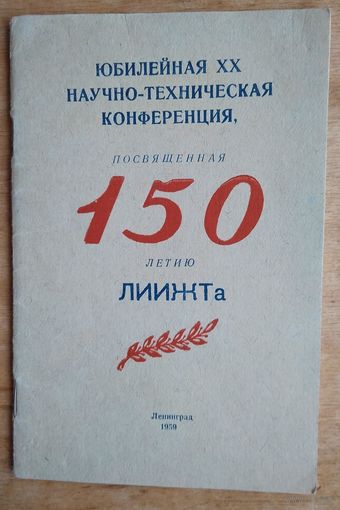 ЮБИЛЕЙНАЯ XX
НАУЧНО-ТЕХНИЧЕСКАЯ
КОНФЕРЕНЦИЯ,
ПОСВЯЩЕННАЯ
150
ЛЕТИЮ
ЛИИЖТа
Ленинград
1959